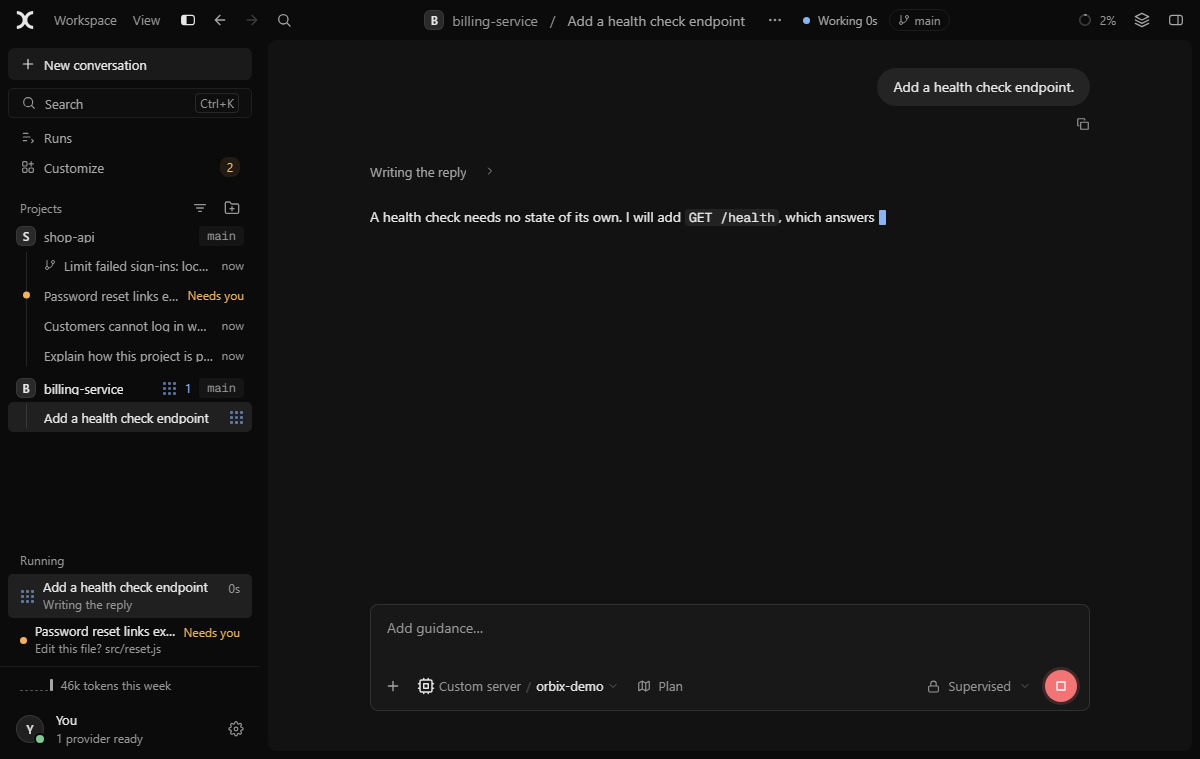 Workspace View
B billing-service / Add a health check endpoint ··· Working 0s main 2%
New conversation
Search Ctrl+K
Runs
Customize 2
Projects
S shop-api main
Limit failed sign-ins: loc... now
Password reset links e... Needs you
Customers cannot log in w... now
Explain how this project is p... now
B billing-service 1 main
Add a health check endpoint
Running
Add a health check endpoint 0s
Writing the reply
Password reset links ex... Needs you
Edit this file? src/reset.js
46k tokens this week
Y You
1 provider ready
Add a health check endpoint.
Writing the reply
A health check needs no state of its own. I will add GET /health, which answers
Add guidance...
Custom server / orbix-demo Plan Supervised